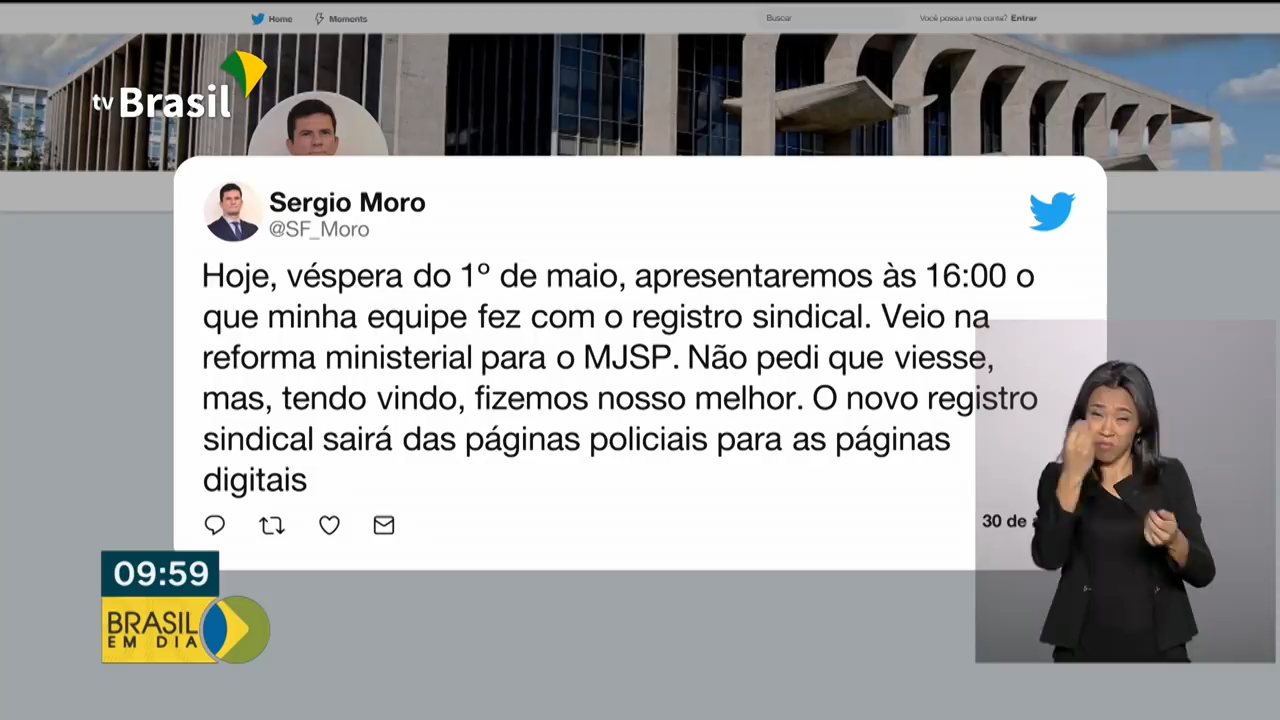 Home
Moments
Buscar
Você possui uma conta? Entrar
tv Brasil
Sergio Moro
@SF_Moro
Hoje, véspera do 1º de maio, apresentaremos às 16:00 o
que minha equipe fez com o registro sindical. Veio na
reforma ministerial para o MJSP. Não pedi que viesse,
mas, tendo vindo, fizemos nosso melhor. O novo registro
sindical sairá das páginas policiais para as páginas
digitais
30 de
09:59
BRASIL
EM DIA